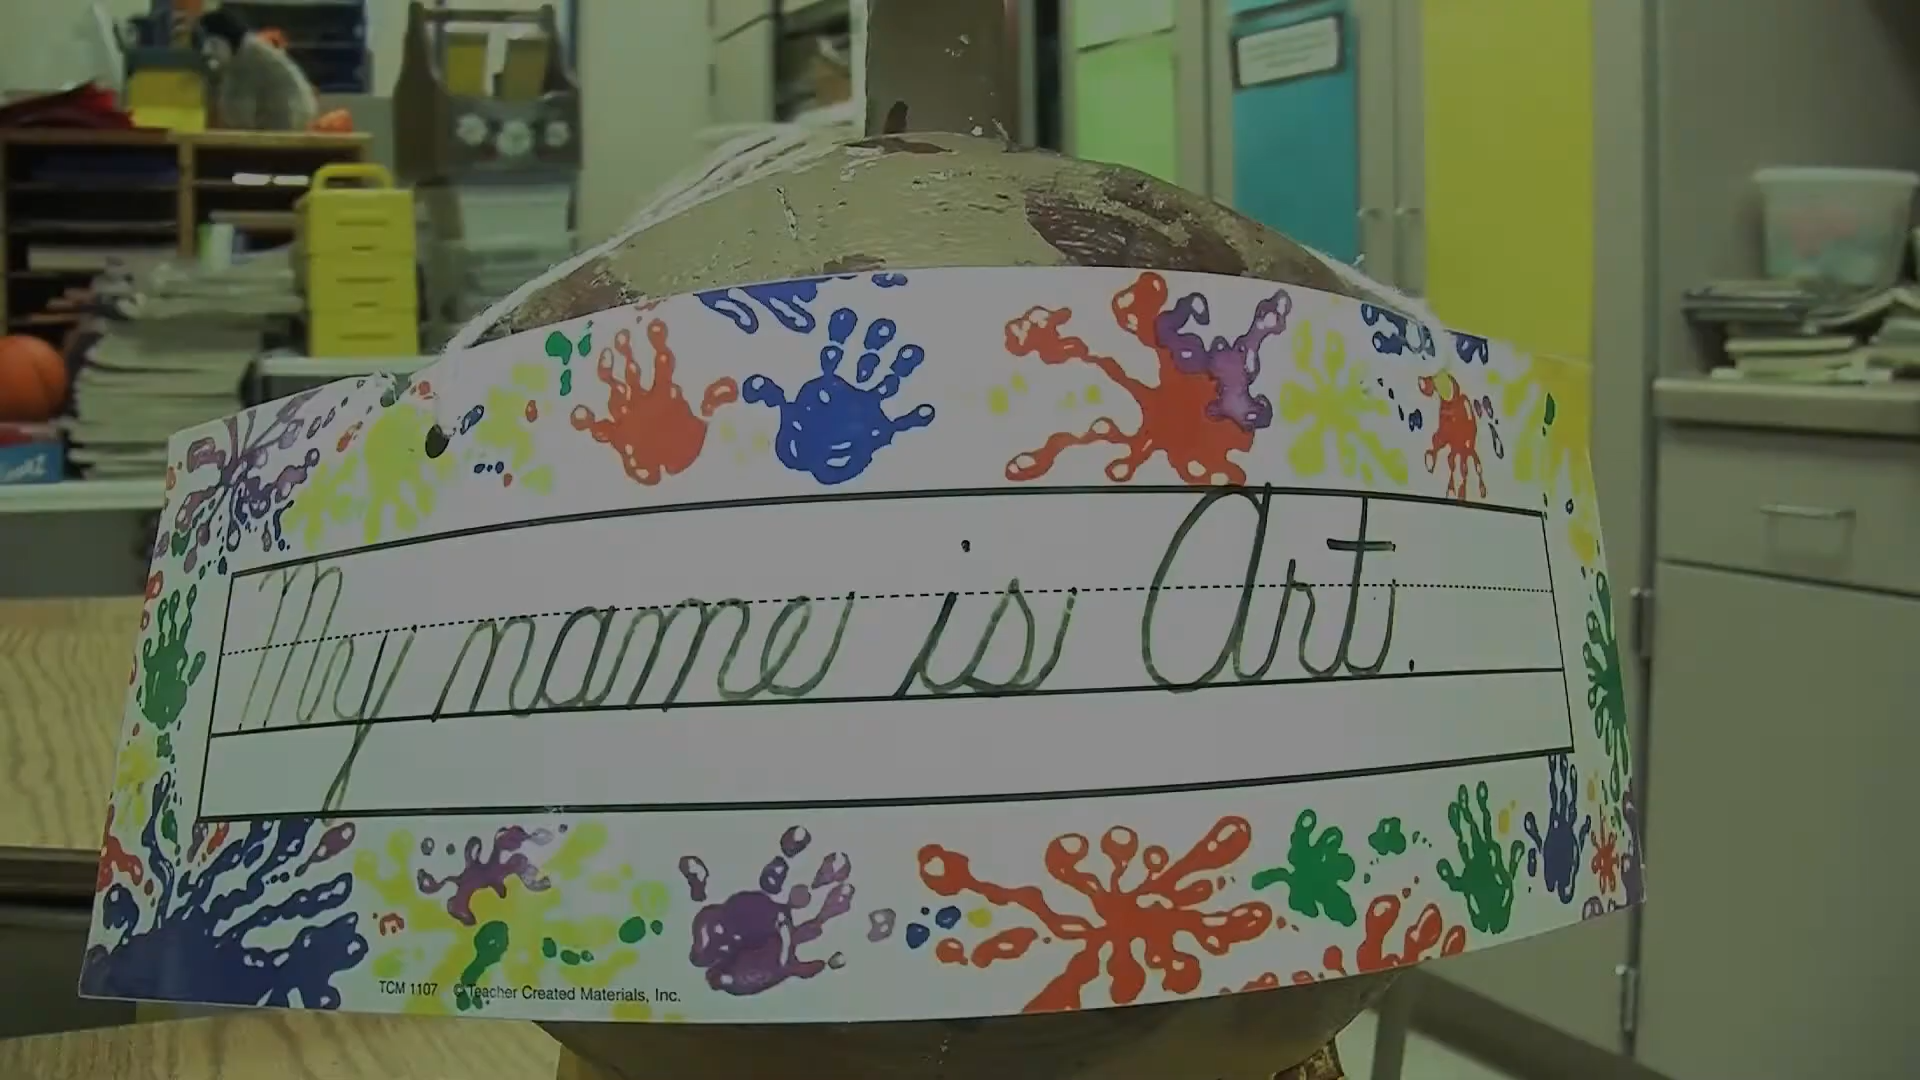 My name is Art.
TCM 1107 © Teacher Created Materials, Inc.